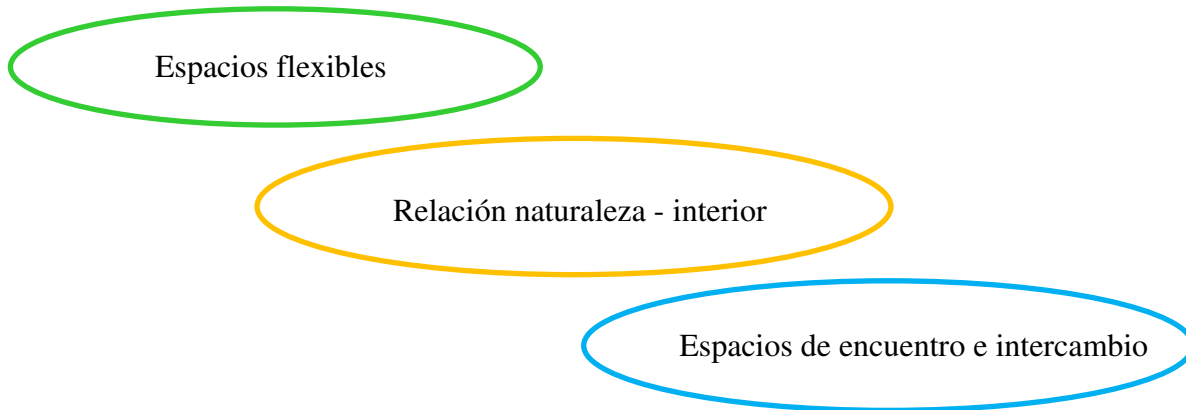 Espacios flexibles
Relación naturaleza - interior
Espacios de encuentro e intercambio